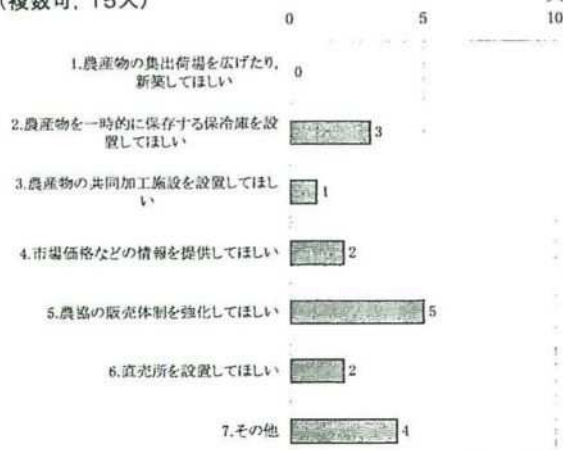 (複数可, 15人)
0
5
10
1.農産物の集出荷場を広げたり,
新築してほしい
0
2.農産物を一時的に保存する保冷庫を設
置してほしい
3
3.農産物の共同加工施設を設置してほし
い
1
4.市場価格などの情報を提供してほしい
2
5.農協の販売体制を強化してほしい
5
6.直売所を設置してほしい
2
7.その他
4